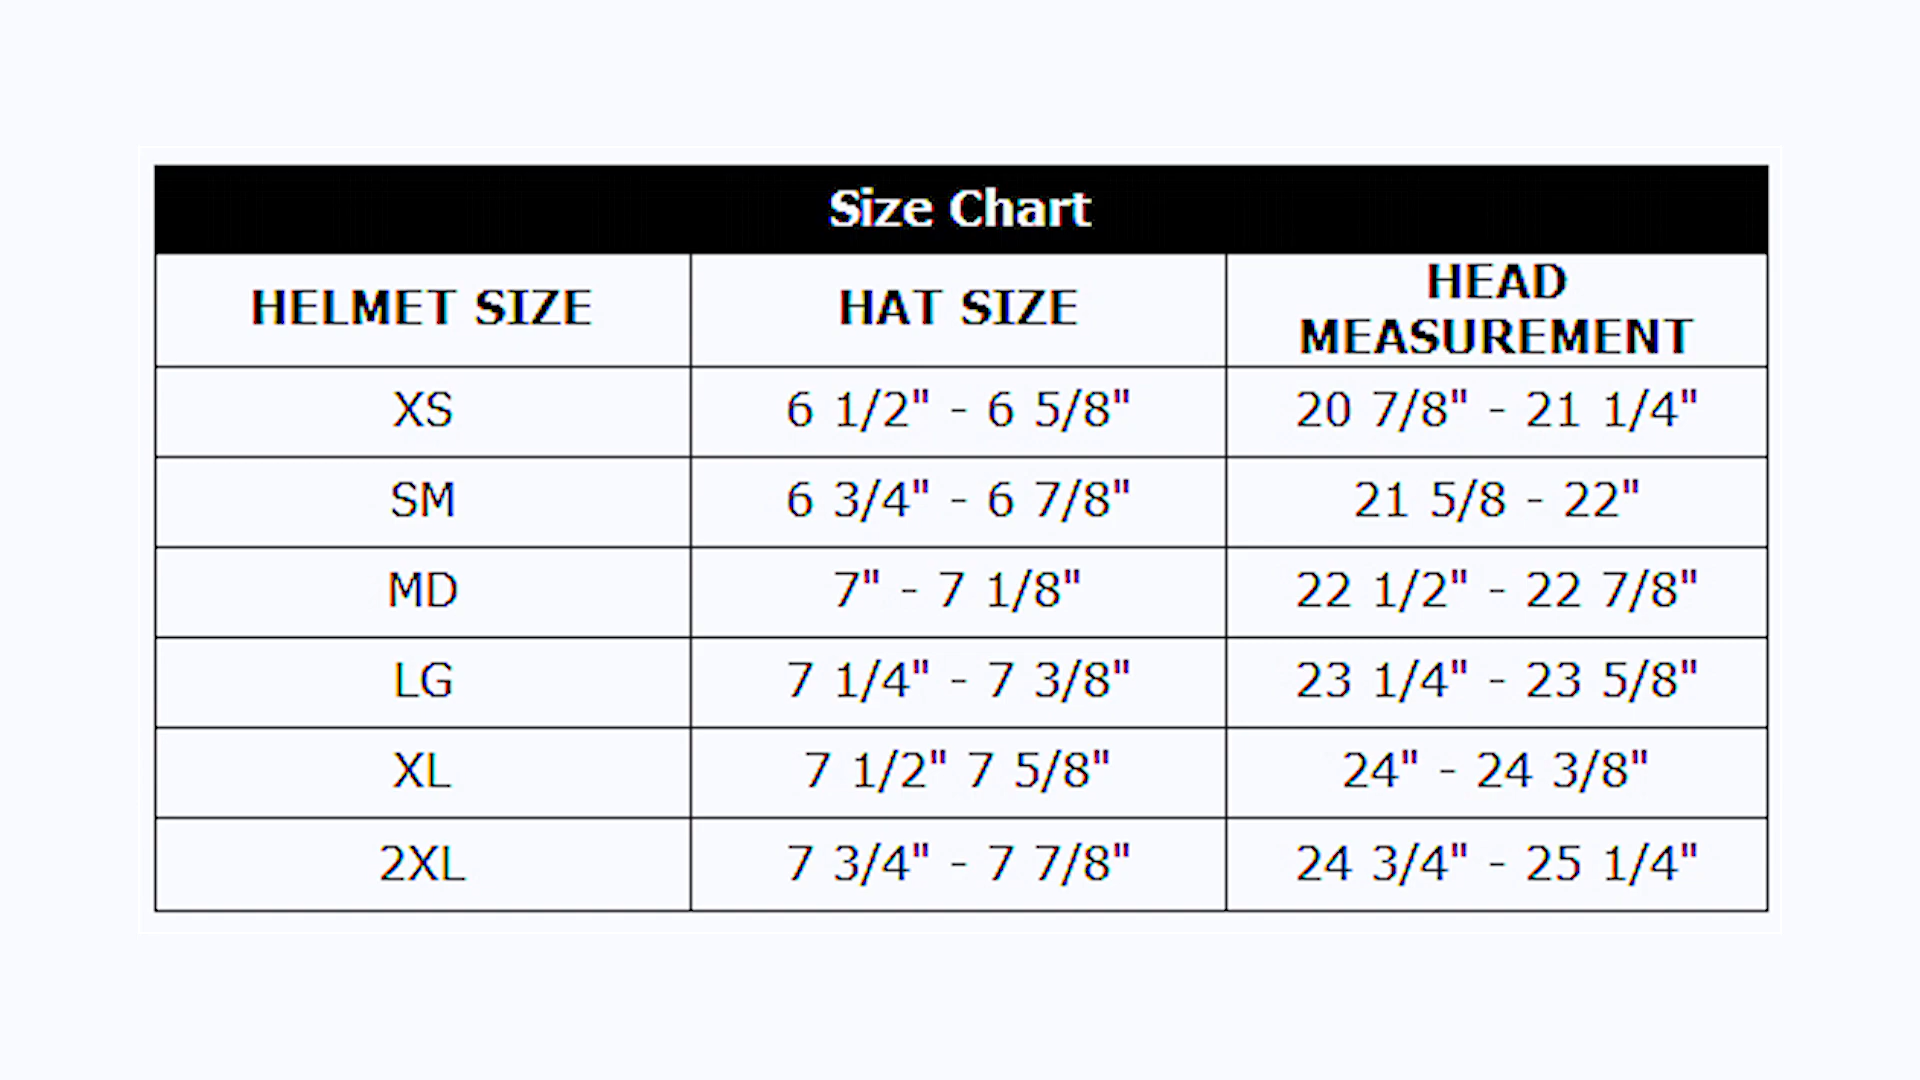 Size Chart
HELMET SIZE HAT SIZE HEAD MEASUREMENT
XS 6 1/2" - 6 5/8" 20 7/8" - 21 1/4"
SM 6 3/4" - 6 7/8" 21 5/8 - 22"
MD 7" - 7 1/8" 22 1/2" - 22 7/8"
LG 7 1/4" - 7 3/8" 23 1/4" - 23 5/8"
XL 7 1/2" 7 5/8" 24" - 24 3/8"
2XL 7 3/4" - 7 7/8" 24 3/4" - 25 1/4"